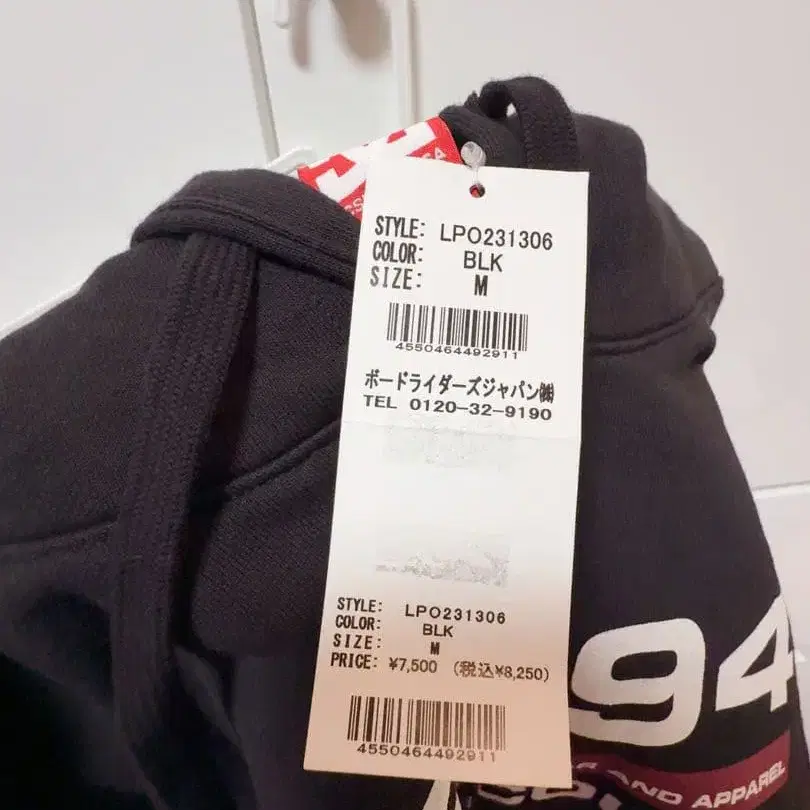 STYLE: LPO231306
COLOR: BLK
SIZE: M
4550464492911
ボードライダーズジャパン㈱
TEL 0120-32-9190
STYLE: LPO231306
COLOR: BLK
SIZE: M
PRICE: ¥7,500 (税込¥8,250)
4550464492911
94
AND APPAREL